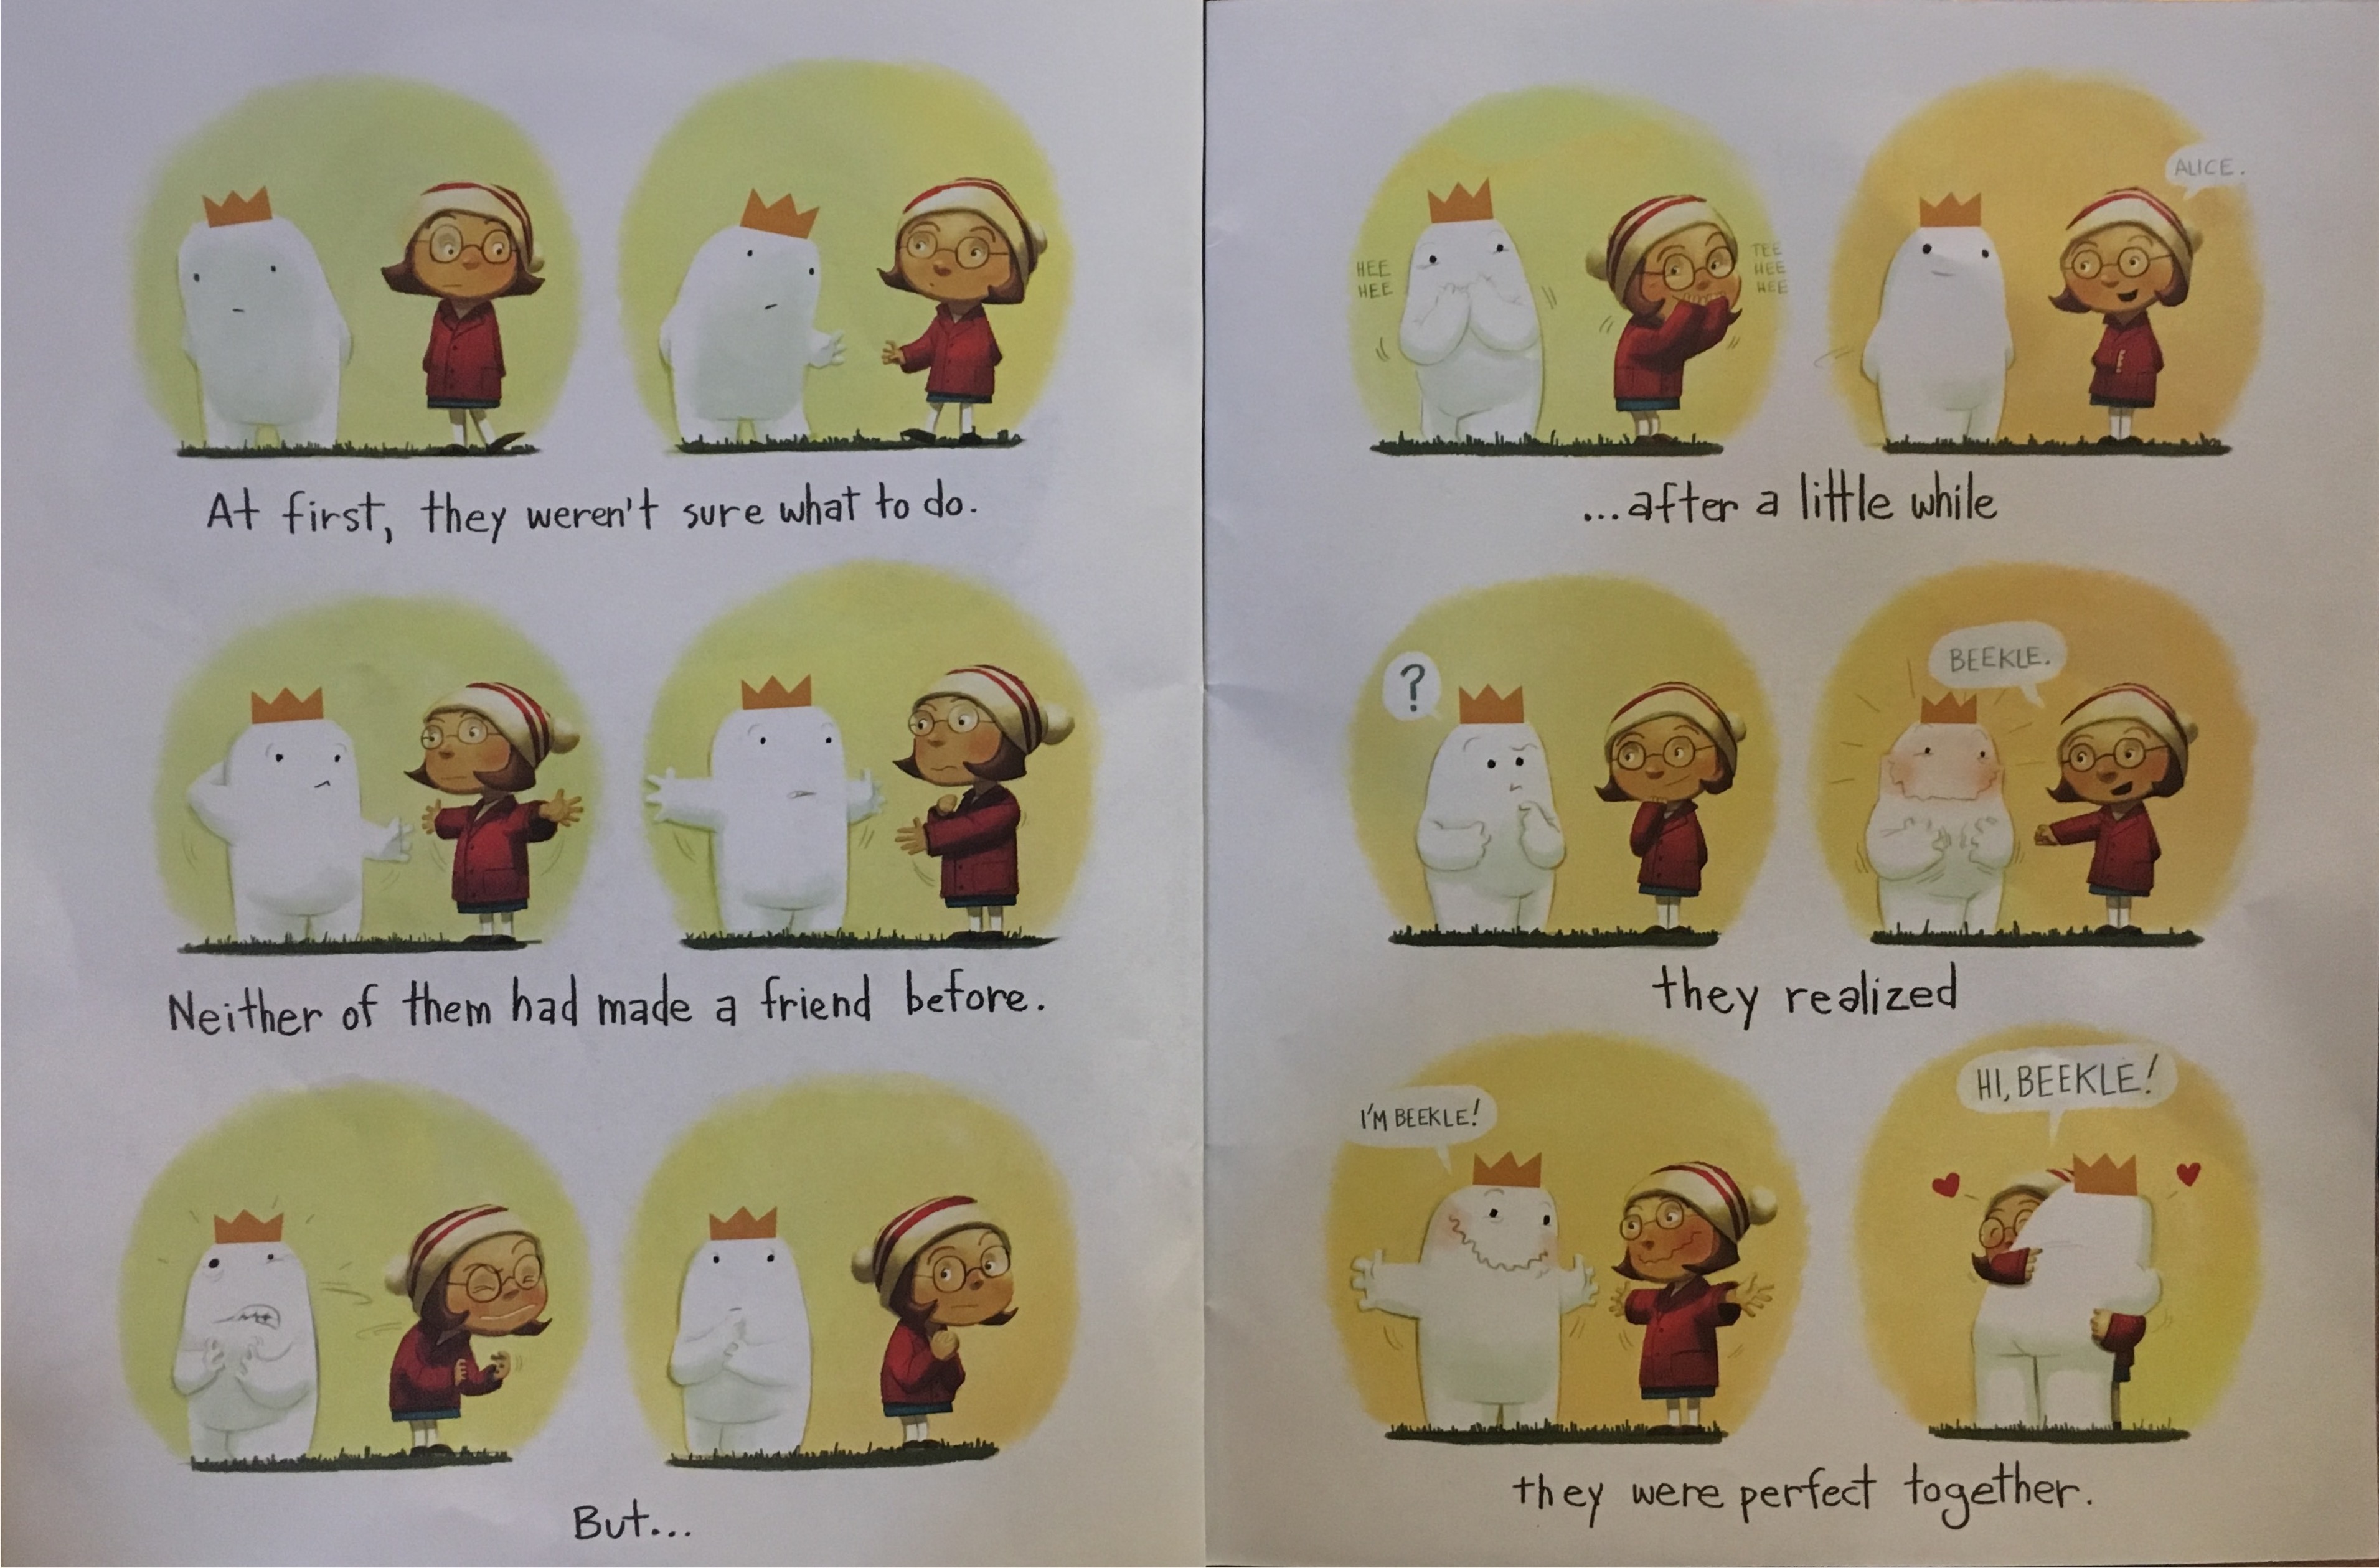 At first, they weren't sure what to do.
Neither of them had made a friend before.
But...
HEE
HEE
TEE
HEE
HEE
ALICE.
...after a little while
?
BEEKLE.
they realized
I'M BEEKLE!
HI, BEEKLE!
they were perfect together.